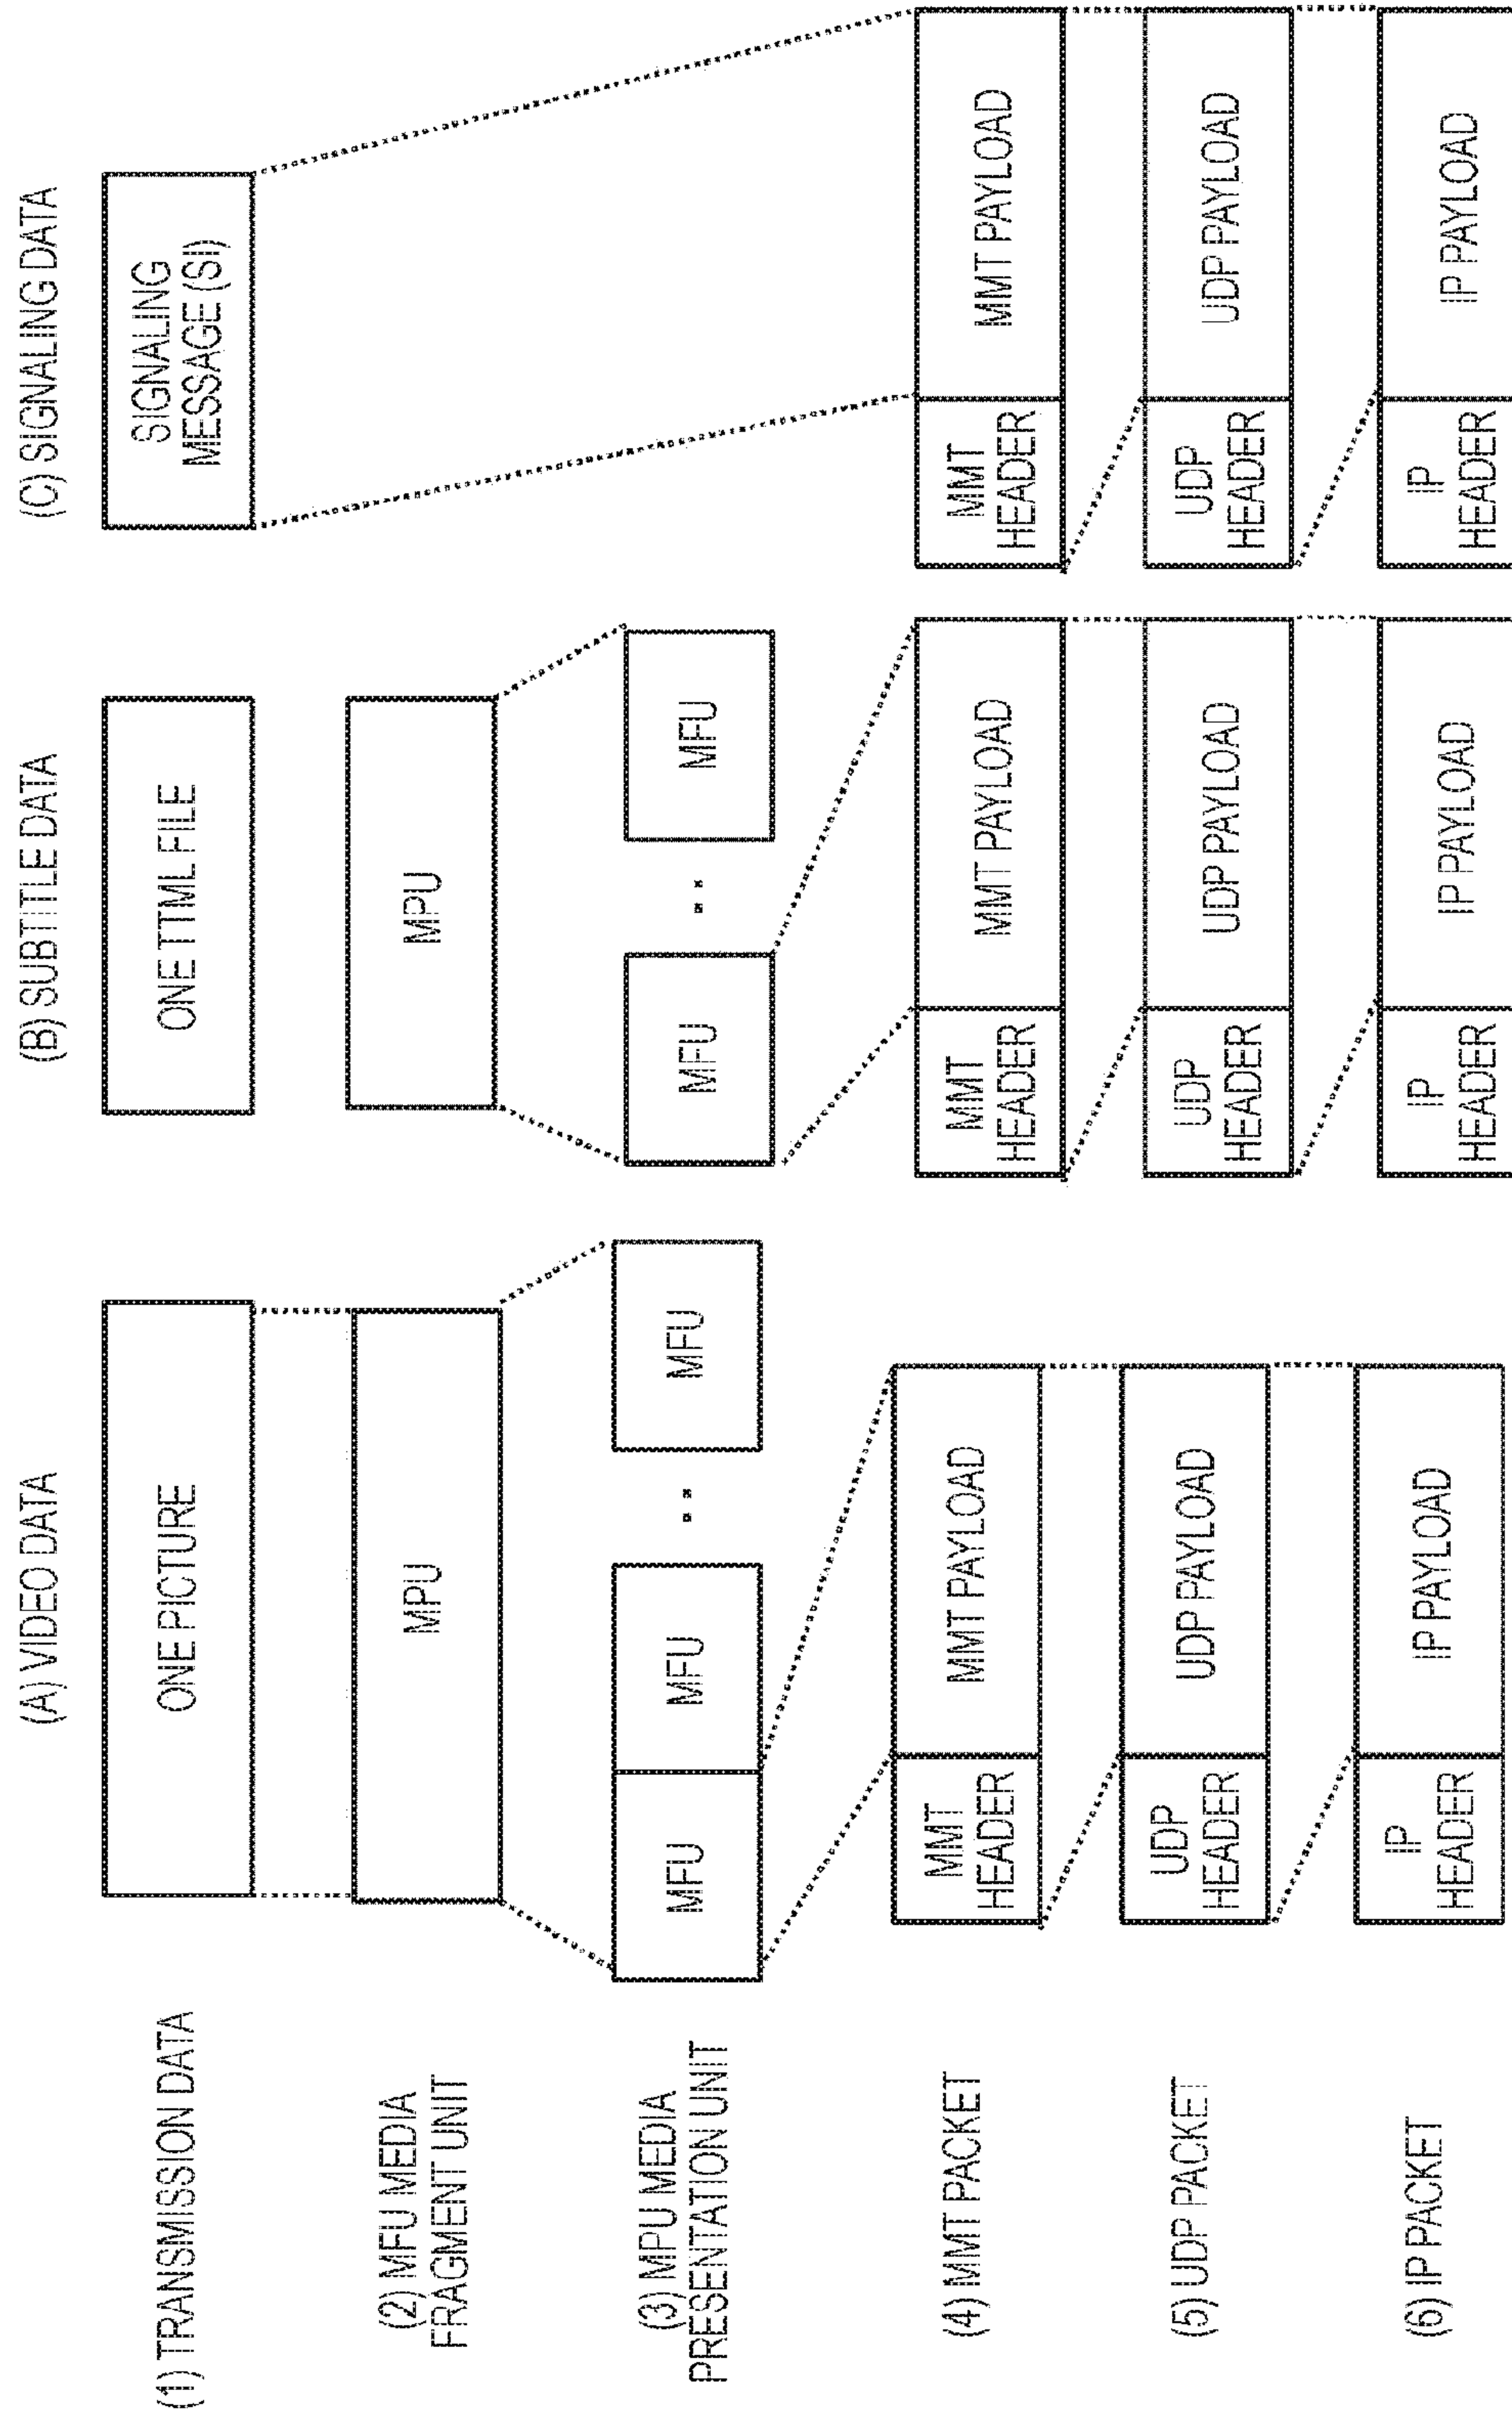 (A) VIDEO DATA
(B) SUBTITLE DATA
(C) SIGNALING DATA
(1) TRANSMISSION DATA
ONE PICTURE
ONE TTML FILE
SIGNALING
MESSAGE (SI)
(2) MFU MEDIA
FRAGMENT UNIT
MPU
MPU
(3) MPU MEDIA
PRESENTATION UNIT
MFU
MFU
MFU
MFU
MFU
(4) MMT PACKET
MMT
HEADER
MMT PAYLOAD
MMT
HEADER
MMT PAYLOAD
MMT
HEADER
MMT PAYLOAD
(5) UDP PACKET
UDP
HEADER
UDP PAYLOAD
UDP
HEADER
UDP PAYLOAD
UDP
HEADER
UDP PAYLOAD
(6) IP PACKET
IP
HEADER
IP PAYLOAD
IP
HEADER
IP PAYLOAD
IP
HEADER
IP PAYLOAD